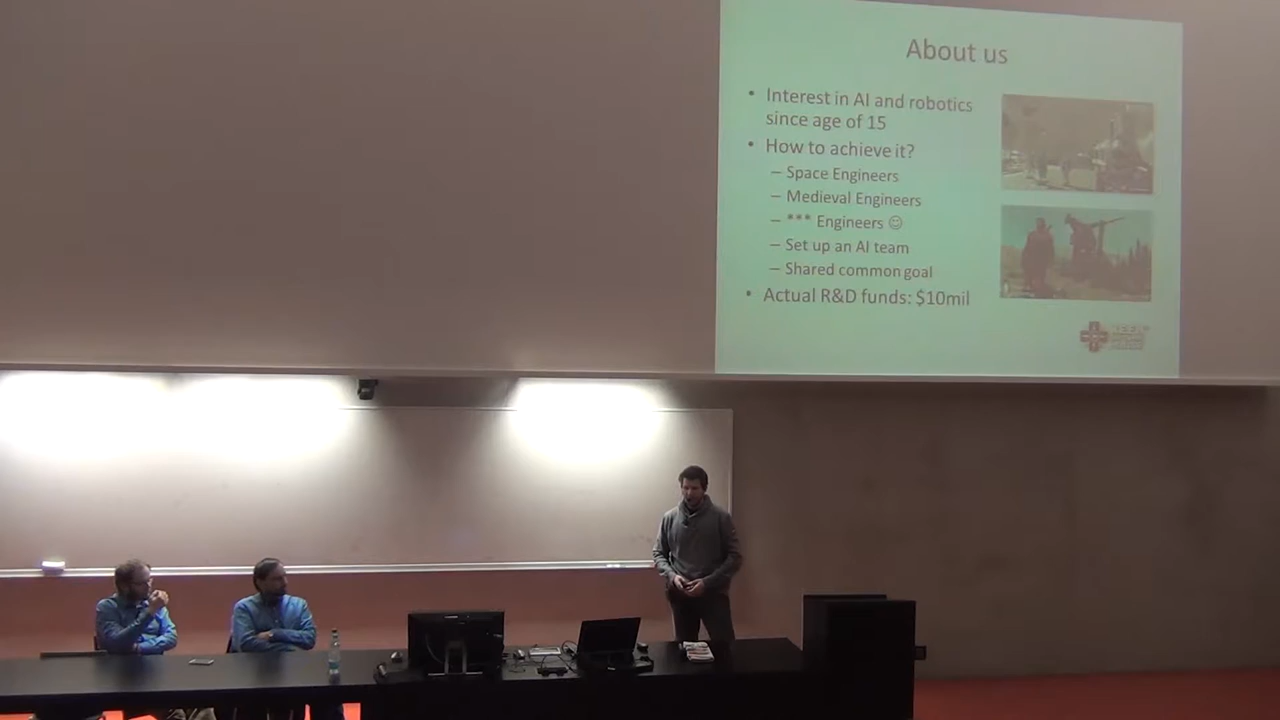 About us
• Interest in AI and robotics
since age of 15
• How to achieve it?
– Space Engineers
– Medieval Engineers
– *** Engineers ☺
– Set up an AI team
– Shared common goal
• Actual R&D funds: $10mil